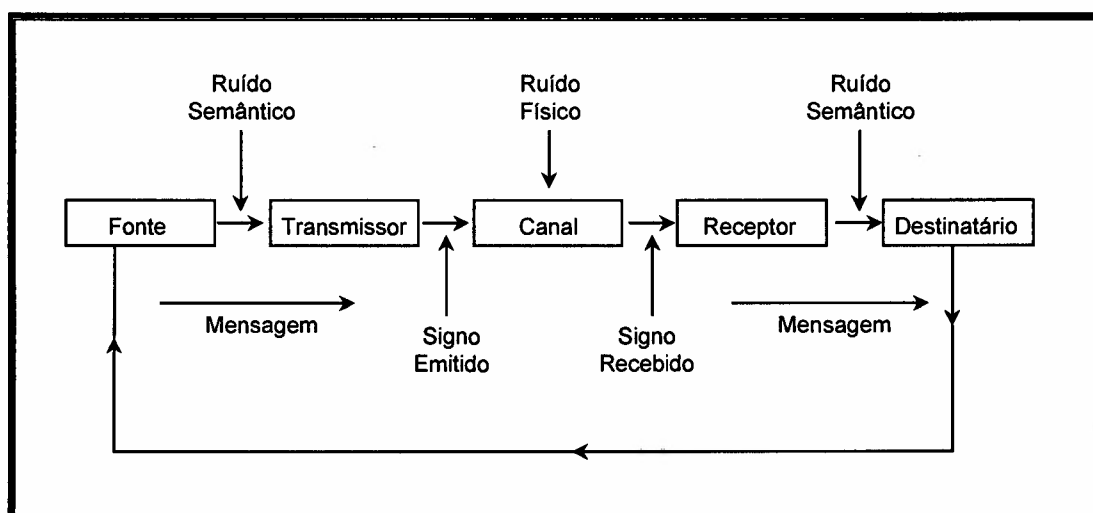 Ruído
Semântico
Ruído
Físico
Ruído
Semântico
Fonte
Transmissor
Canal
Receptor
Destinatário
Mensagem
Signo
Emitido
Signo
Recebido
Mensagem